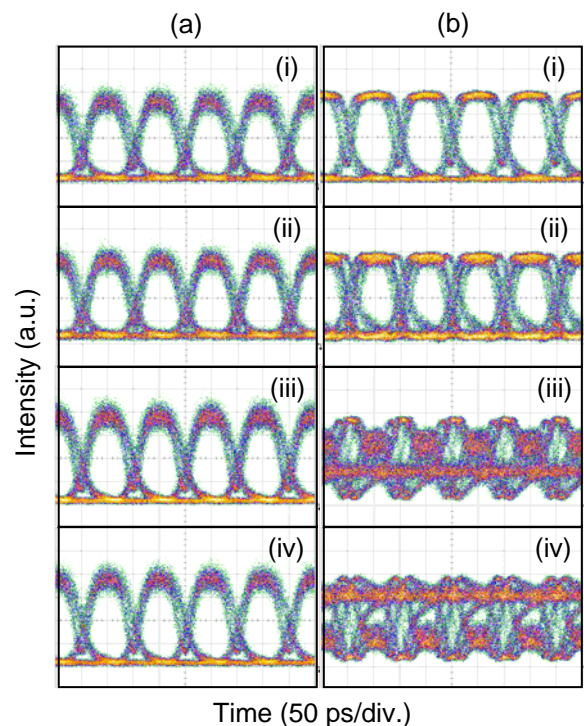 (a) (b)
(i) (i)
(ii) (ii)
(iii) (iii)
(iv) (iv)
Intensity (a.u.)
Time (50 ps/div.)